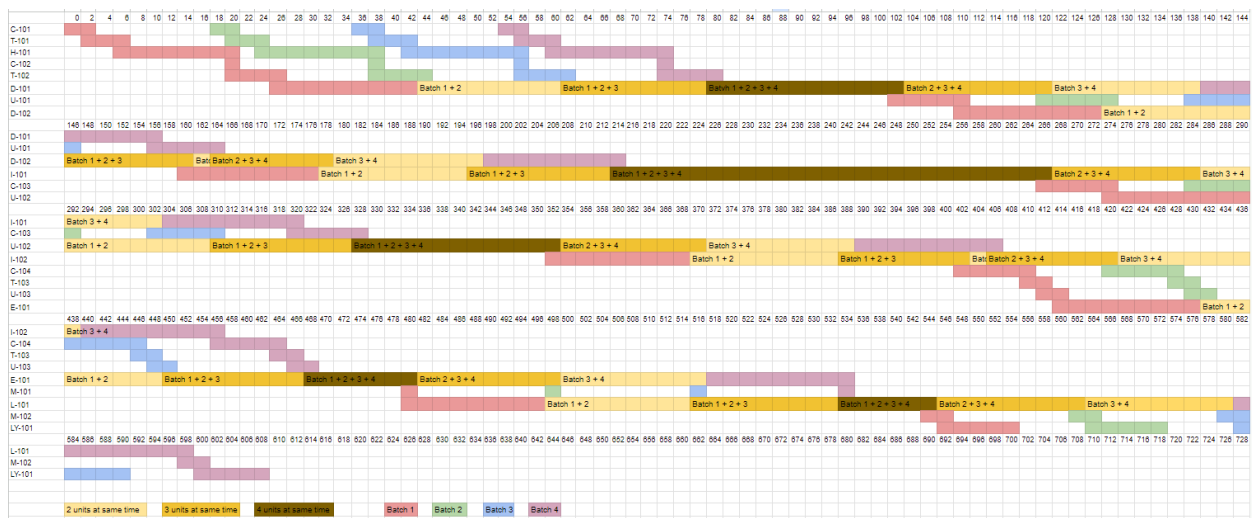 0 2 4 6 8 10 12 14 16 18 20 22 24 26 28 30 32 34 36 38 40 42 44 46 48 50 52 54 56 58 60 62 64 66 68 70 72 74 76 78 80 82 84 86 88 90 92 94 96 98 100 102 104 106 108 110 112 114 116 118 120 122 124 126 128 130 132 134 136 138 140 142 144
C-101
T-101
H-101
C-102
T-102
D-101 Batch 1 + 2 Batch 1 + 2 + 3 Batvh 1 + 2 + 3 + 4 Batch 2 + 3 + 4 Batch 3 + 4
U-101
D-102 Batch 1 + 2
146 148 150 152 154 156 158 160 162 164 166 168 170 172 174 176 178 180 182 184 186 188 190 192 194 196 198 200 202 204 206 208 210 212 214 216 218 220 222 224 226 228 230 232 234 236 238 240 242 244 246 248 250 252 254 256 258 260 262 264 266 268 270 272 274 276 278 280 282 284 286 288 290
D-101
U-101
D-102 Batch 1 + 2 + 3 Batc Batch 2 + 3 + 4 Batch 3 + 4
I-101 Batch 1 + 2 Batch 1 + 2 + 3 Batch 1 + 2 + 3 + 4 Batch 2 + 3 + 4 Batch 3 + 4
C-103
U-102
292 294 296 298 300 302 304 306 308 310 312 314 316 318 320 322 324 326 328 330 332 334 336 338 340 342 344 346 348 350 352 354 356 358 360 362 364 366 368 370 372 374 376 378 380 382 384 386 388 390 392 394 396 398 400 402 404 406 408 410 412 414 416 418 420 422 424 426 428 430 432 434 436
I-101 Batch 3 + 4
C-103
U-102 Batch 1 + 2 Batch 1 + 2 + 3 Batch 1 + 2 + 3 + 4 Batch 2 + 3 + 4 Batch 3 + 4
I-102 Batch 1 + 2 Batch 1 + 2 + 3 Batc Batch 2 + 3 + 4 Batch 3 + 4
C-104
T-103
U-103
E-101 Batch 1 + 2
438 440 442 444 446 448 450 452 454 456 458 460 462 464 466 468 470 472 474 476 478 480 482 484 486 488 490 492 494 496 498 500 502 504 506 508 510 512 514 516 518 520 522 524 526 528 530 532 534 536 538 540 542 544 546 548 550 552 554 556 558 560 562 564 566 568 570 572 574 576 578 580 582
I-102 Batch 3 + 4
C-104
T-103
U-103
E-101 Batch 1 + 2 Batch 1 + 2 + 3 Batch 1 + 2 + 3 + 4 Batch 2 + 3 + 4 Batch 3 + 4
M-101
L-101 Batch 1 + 2 Batch 1 + 2 + 3 Batch 1 + 2 + 3 + 4 Batch 2 + 3 + 4 Batch 3 + 4
M-102
LY-101
584 586 588 590 592 594 596 598 600 602 604 606 608 610 612 614 616 618 620 622 624 626 628 630 632 634 636 638 640 642 644 646 648 650 652 654 656 658 660 662 664 666 668 670 672 674 676 678 680 682 684 686 688 690 692 694 696 698 700 702 704 706 708 710 712 714 716 718 720 722 724 726 728
L-101
M-102
LY-101
2 units at same time 3 units at same time 4 units at same time Batch 1 Batch 2 Batch 3 Batch 4